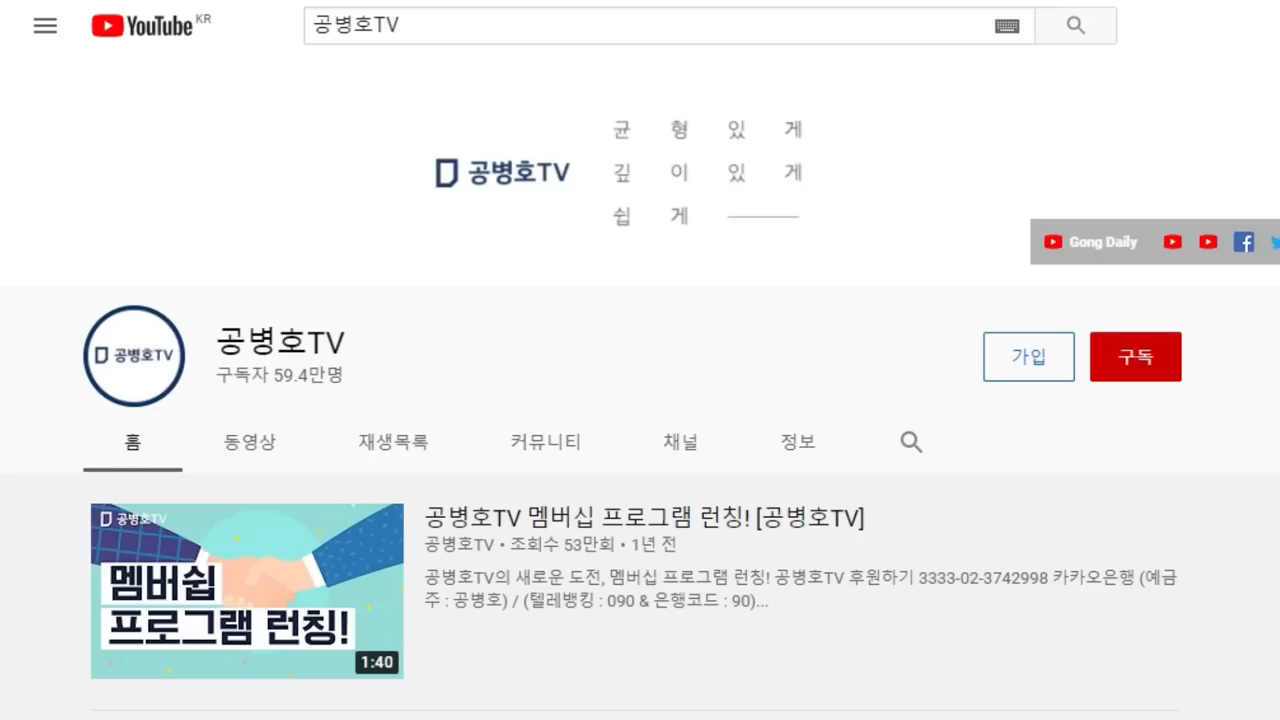 YouTube KR
공병호TV
균 형 있 게
공병호TV
깊 이 있 게
쉽 게
Gong Daily
공병호TV
공병호TV
구독자 59.4만명
가입
구독
홈
동영상
재생목록
커뮤니티
채널
정보
공병호TV
멤버쉽
프로그램 런칭!
1:40
공병호TV 멤버십 프로그램 런칭! [공병호TV]
공병호TV • 조회수 53만회 • 1년 전
공병호TV의 새로운 도전, 멤버십 프로그램 런칭! 공병호TV 후원하기 3333-02-3742998 카카오은행 (예금
주 : 공병호) / (텔레뱅킹 : 090 & 은행코드 : 90)...